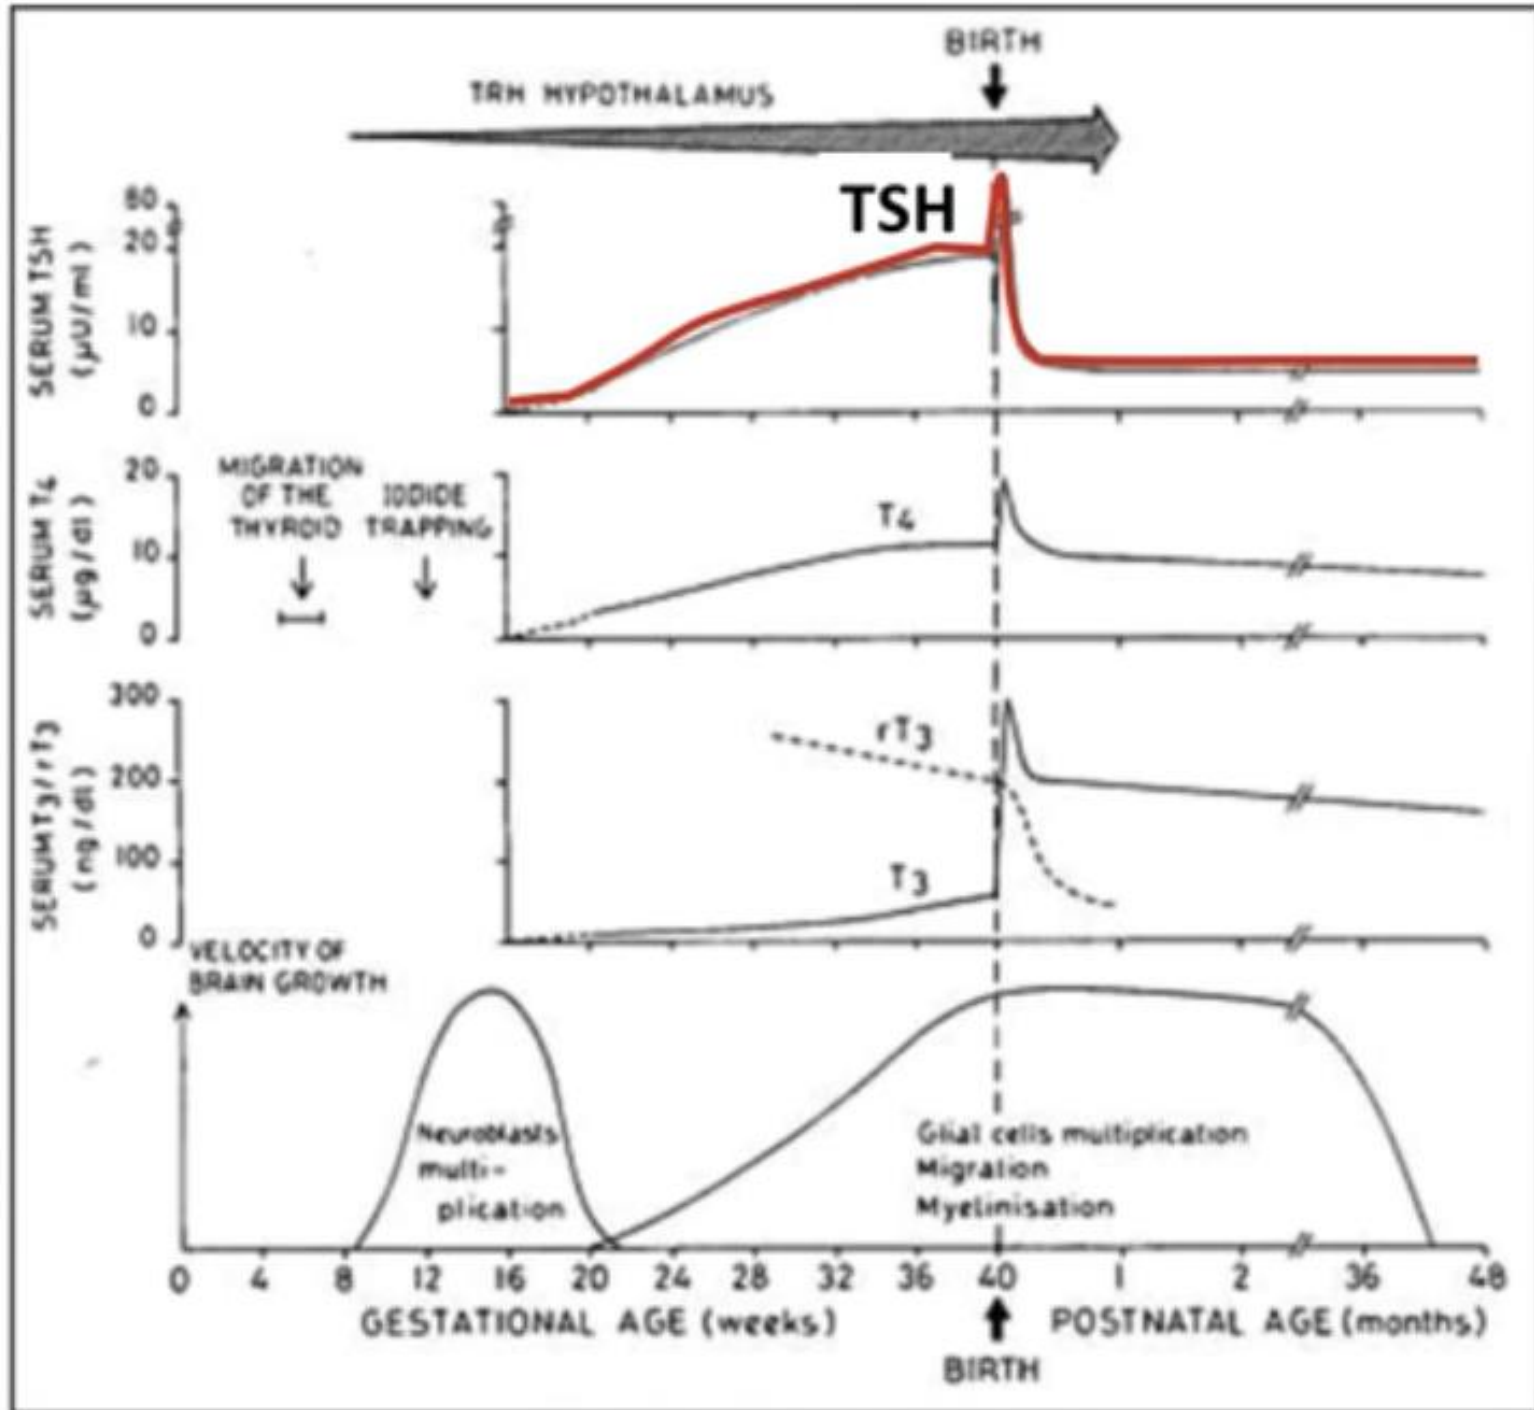 BIRTH
TRH HYPOTHALAMUS
TSH
SERUM TSH
(µU/ml)
20
10
0
MIGRATION
OF THE
THYROID
IODIDE
TRAPPING
SERUM T4
(µg/dl)
20
10
0
T4
SERUM T3/rT3
(ng/dl)
300
200
100
0
rT3
T3
VELOCITY OF
BRAIN GROWTH
Neuroblasts
multi-
plication
Glial cells multiplication
Migration
Myelinisation
0 4 8 12 16 20 24 28 32 36 40 1 2 36 48
GESTATIONAL AGE (weeks) POSTNATAL AGE (months)
BIRTH